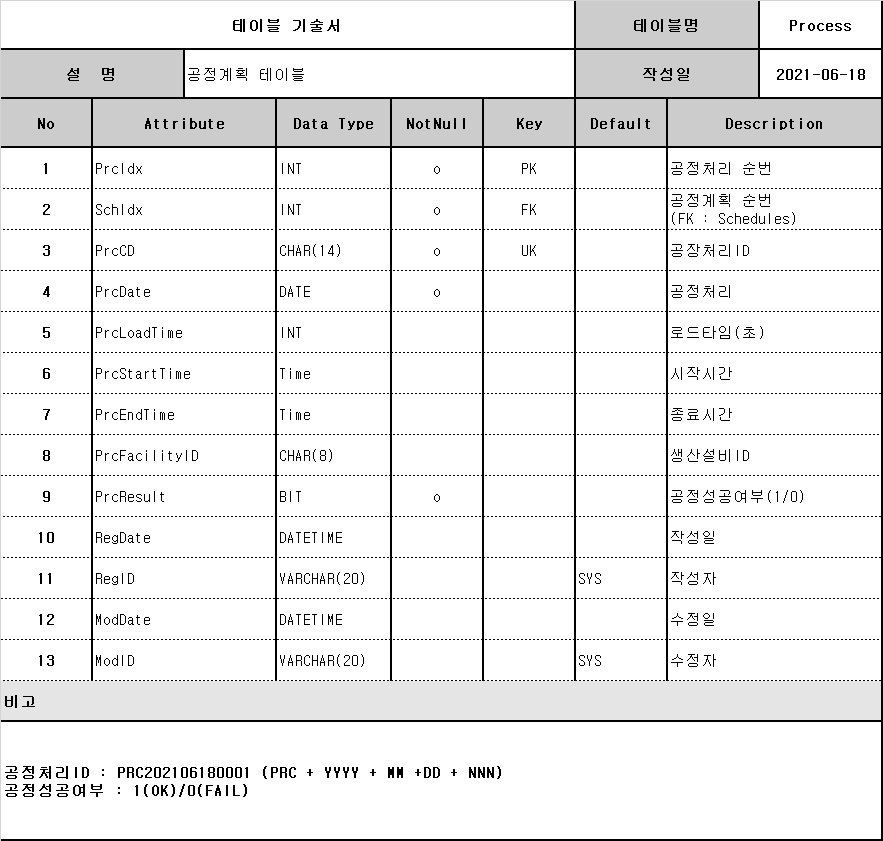 테이블 기술서 테이블명 Process
설 명 공정계획 테이블 작성일 2021-06-18
No Attribute Data Type NotNull Key Default Description
1 PrcIdx INT o PK 공정처리 순번
2 SchIdx INT o FK 공정계획 순번
(FK : Schedules)
3 PrcCD CHAR(14) o UK 공장처리ID
4 PrcDate DATE o 공정처리
5 PrcLoadTime INT 로드타임(초)
6 PrcStartTime Time 시작시간
7 PrcEndTime Time 종료시간
8 PrcFacilityID CHAR(8) 생산설비ID
9 PrcResult BIT o 공정성공여부(1/0)
10 RegDate DATETIME 작성일
11 RegID VARCHAR(20) SYS 작성자
12 ModDate DATETIME 수정일
13 ModID VARCHAR(20) SYS 수정자
비고
공정처리ID : PRC202106180001 (PRC + YYYY + MM +DD + NNN)
공정성공여부 : 1(OK)/0(FAIL)